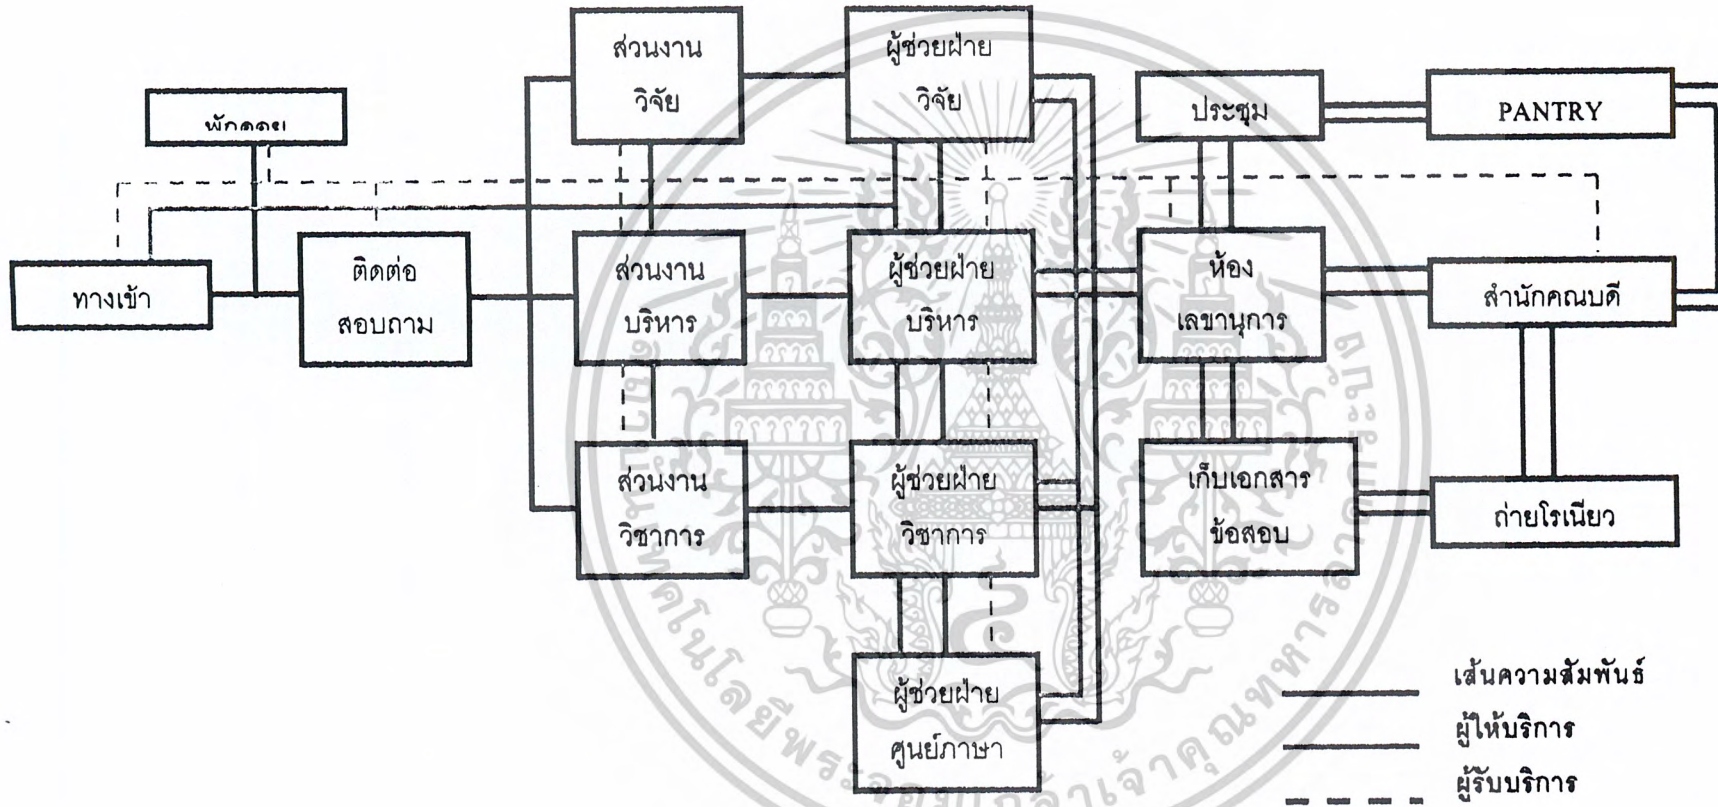 ส่วนงาน
วิจัย
ผู้ช่วยฝ่าย
วิจัย
ประชุม
PANTRY
พักคอย
ทางเข้า
ติดต่อ
สอบถาม
ส่วนงาน
บริหาร
ผู้ช่วยฝ่าย
บริหาร
ห้อง
เลขานุการ
สำนักคณบดี
ส่วนงาน
วิชาการ
ผู้ช่วยฝ่าย
วิชาการ
เก็บเอกสาร
ข้อสอบ
ถ่ายโรเนียว
ผู้ช่วยฝ่าย
ศูนย์ภาษา
เส้นความสัมพันธ์
ผู้ให้บริการ
ผู้รับบริการ